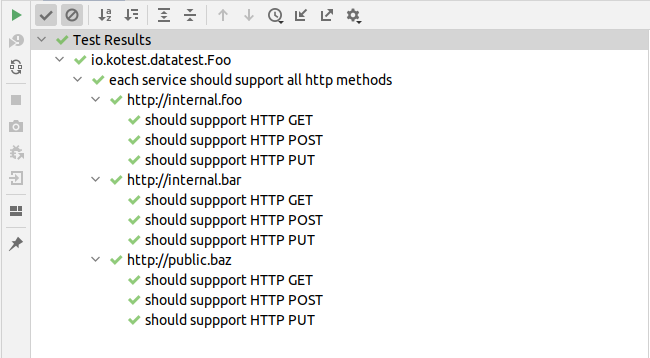 Test Results
io.kotest.datatest.Foo
each service should support all http methods
http://internal.foo
should suppport HTTP GET
should suppport HTTP POST
should suppport HTTP PUT
http://internal.bar
should suppport HTTP GET
should suppport HTTP POST
should suppport HTTP PUT
http://public.baz
should suppport HTTP GET
should suppport HTTP POST
should suppport HTTP PUT